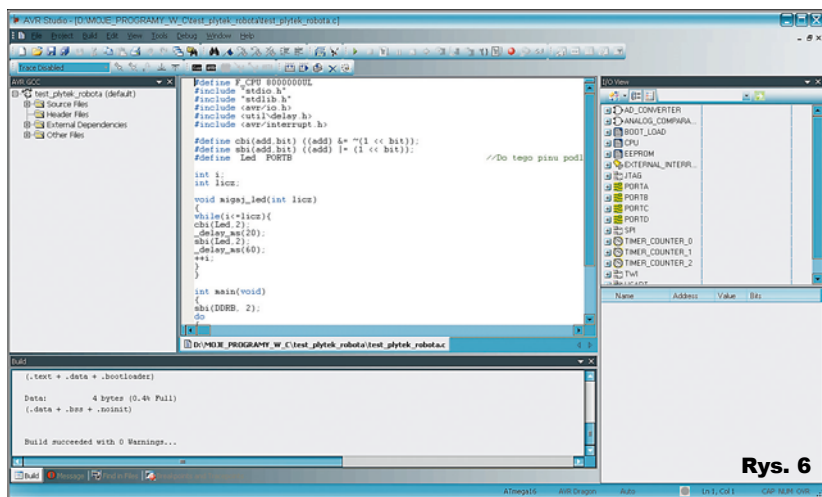 AVR Studio - [D:\MOJE_PROGRAMY_W_C\test_plytek_robota\test_plytek_robota.c]
File Project Build Edit View Tools Debug Window Help
Trace Disabled
AVR GCC
test_plytek_robota (default)
Source Files
Header Files
External Dependencies
Other Files
#define F_CPU 8000000UL
#include "stdio.h"
#include "stdlib.h"
#include <avr/io.h>
#include <util\delay.h>
#include <avr/interrupt.h>
#define cbi(add,bit) ((add) &= ~(1 << bit));
#define sbi(add,bit) ((add) |= (1 << bit));
#define Led PORTB //Do tego pinu podl
int i;
int licz;
void migaj_led(int licz)
{
while(i<=licz){
cbi(Led,2);
_delay_ms(20);
sbi(Led,2);
_delay_ms(60);
++i;
}
}
int main(void)
{
sbi(DDRB, 2);
do
{
D:\MOJE_PROGRAMY_W_C\test_plytek_robota\test_plytek_robota.c
I/O View
AD_CONVERTER
ANALOG_COMPARA...
BOOT_LOAD
CPU
EEPROM
EXTERNAL_INTERR...
JTAG
PORTA
PORTB
PORTC
PORTD
SPI
TIMER_COUNTER_0
TIMER_COUNTER_1
TIMER_COUNTER_2
TWI
USART
Name Address Value Bits
Build
(.text + .data + .bootloader)
Data: 4 bytes (0.4% Full)
(.data + .bss + .noinit)
Build succeeded with 0 Warnings...
Build Message Find in Files
Rys. 6
ATmega16 AVR Dragon Auto Ln 1, Col 1 CAP NUM OVR